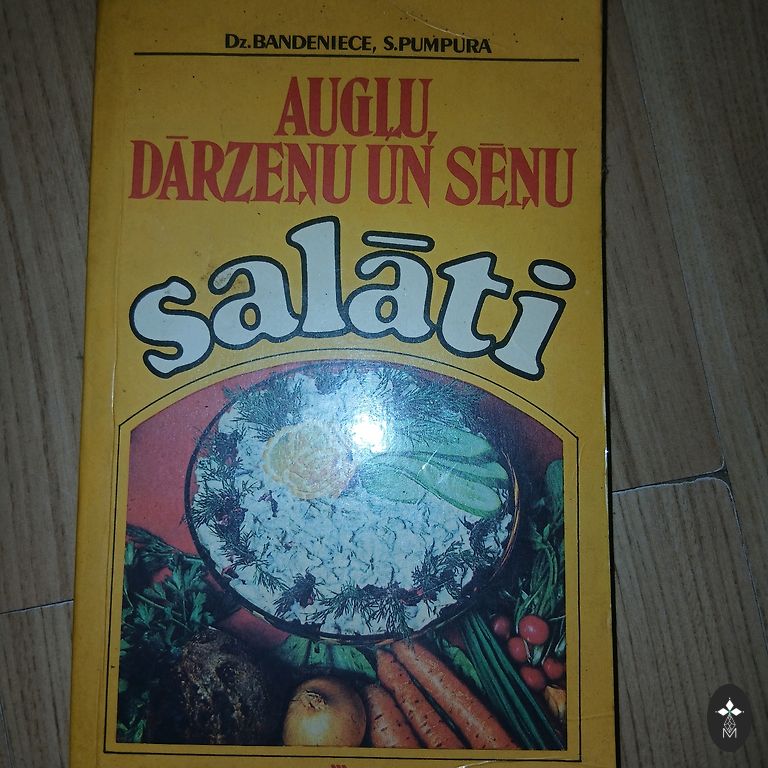 Dz. BANDENIECE, S. PUMPURA
AUGĻU,
DĀRZEŅU UN SĒŅU
salāti